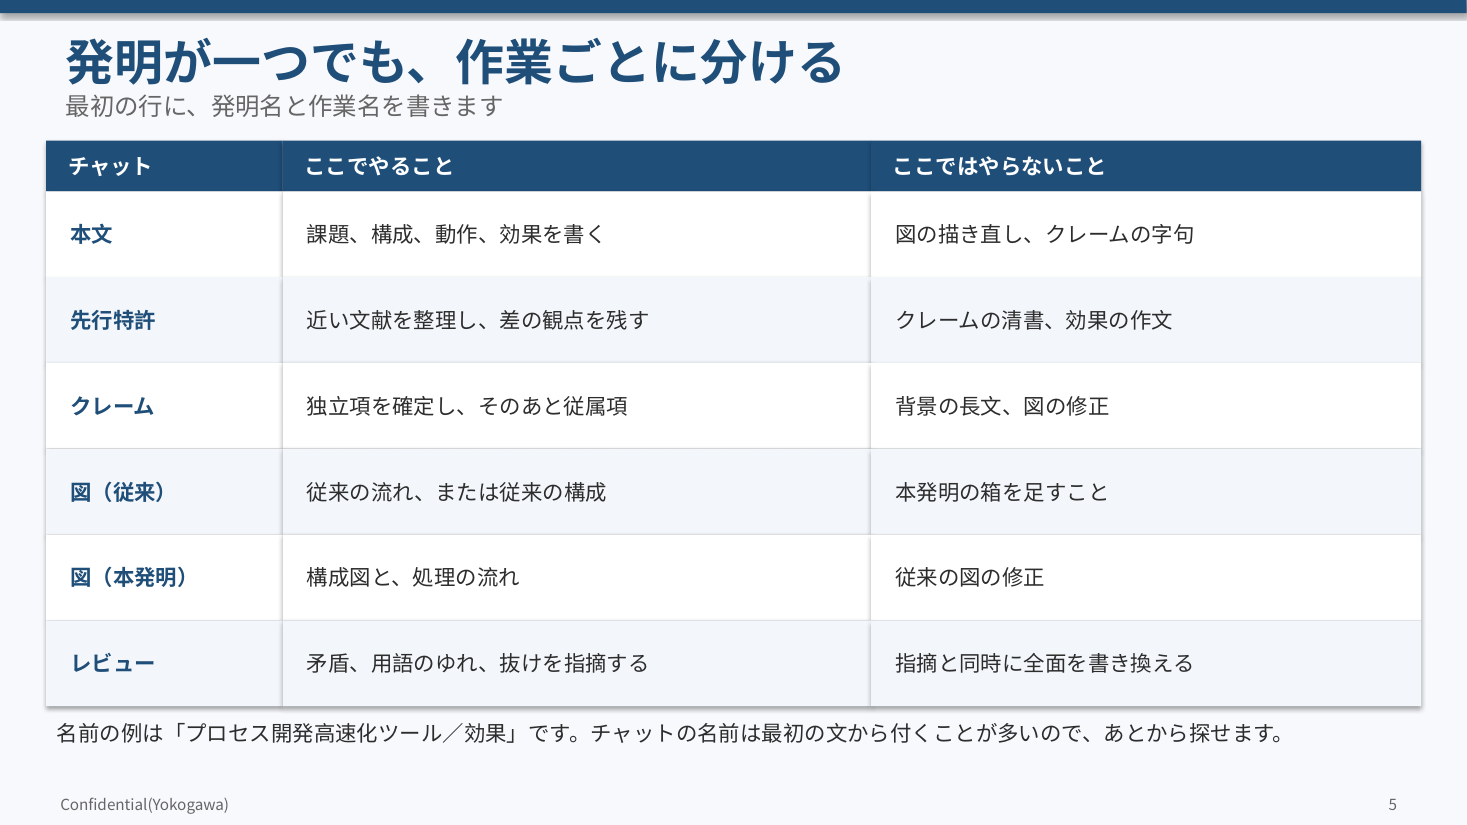 発明が一つでも、作業ごとに分ける
最初の行に、発明名と作業名を書きます
チャット ここでやること ここではやらないこと
本文 課題、構成、動作、効果を書く 図の描き直し、クレームの字句
先行特許 近い文献を整理し、差の観点を残す クレームの清書、効果の作文
クレーム 独立項を確定し、そのあと従属項 背景の長文、図の修正
図（従来） 従来の流れ、または従来の構成 本発明の箱を足すこと
図（本発明） 構成図と、処理の流れ 従来の図の修正
レビュー 矛盾、用語のゆれ、抜けを指摘する 指摘と同時に全面を書き換える
名前の例は「プロセス開発高速化ツール／効果」です。チャットの名前は最初の文から付くことが多いので、あとから探せます。
Confidential(Yokogawa) 5